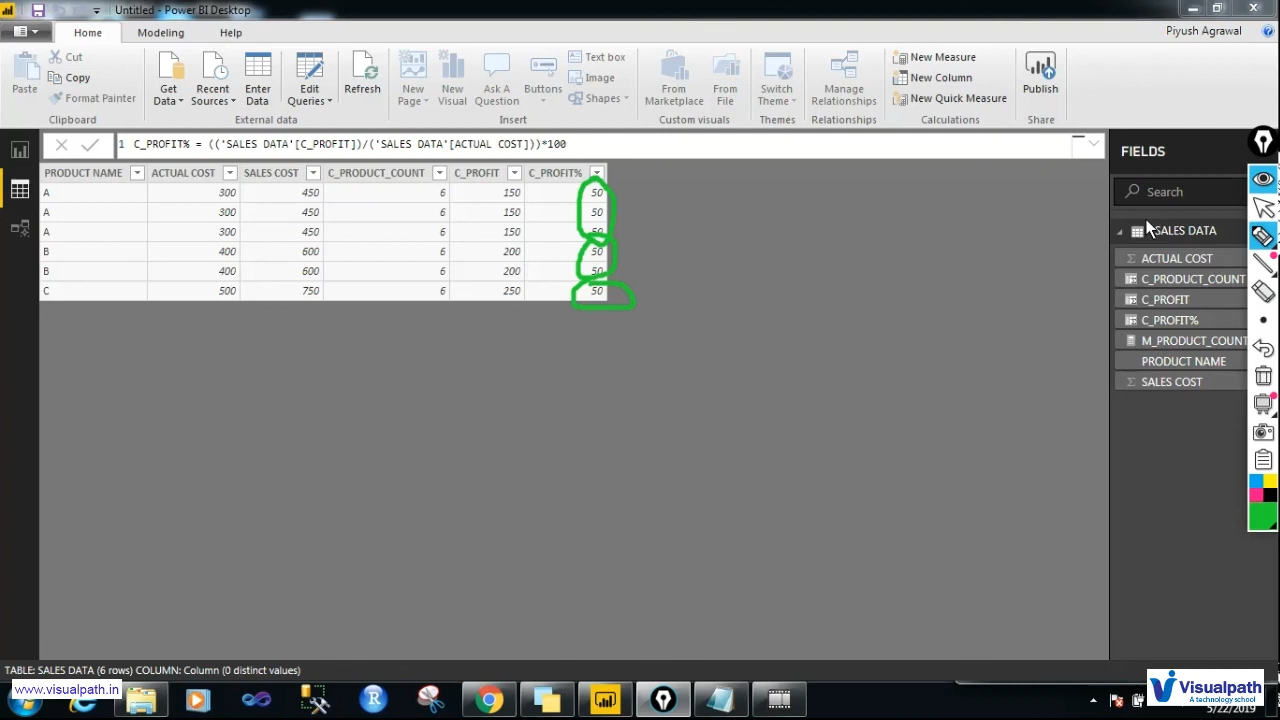 Untitled - Power BI Desktop
Home Modeling Help
Piyush Agrawal
Paste
Cut
Copy
Format Painter
Clipboard
Get Data
Recent Sources
Enter Data
Edit Queries
Refresh
External data
New Page
New Visual
Ask A Question
Buttons
Text box
Image
Shapes
Insert
From Marketplace
From File
Custom visuals
Switch Theme
Themes
Manage Relationships
Relationships
New Measure
New Column
New Quick Measure
Calculations
Publish
Share
1 C_PROFIT% = (('SALES DATA'[C_PROFIT])/('SALES DATA'[ACTUAL COST]))*100
PRODUCT NAME ACTUAL COST SALES COST C_PRODUCT_COUNT C_PROFIT C_PROFIT%
A 300 450 6 150 50
A 300 450 6 150 50
A 300 450 6 150 50
B 400 600 6 200 50
B 400 600 6 200 50
C 500 750 6 250 50
FIELDS
Search
SALES DATA
ACTUAL COST
C_PRODUCT_COUNT
C_PROFIT
C_PROFIT%
M_PRODUCT_COUNT
PRODUCT NAME
SALES COST
TABLE: SALES DATA (6 rows) COLUMN: Column (0 distinct values)
www.visualpath.in
Visualpath
A technology school
5/22/2019